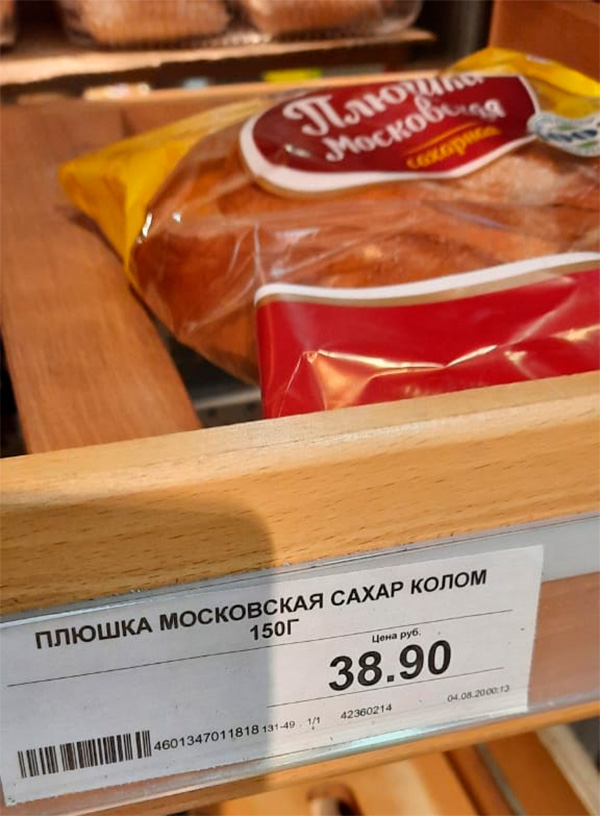 Плюшка
Московская
сахарная
ПЛЮШКА МОСКОВСКАЯ САХАР КОЛОМ
150Г
Цена руб.
38.90
4601347011818 131-49 1/1 42360214 04.08.20 00:13